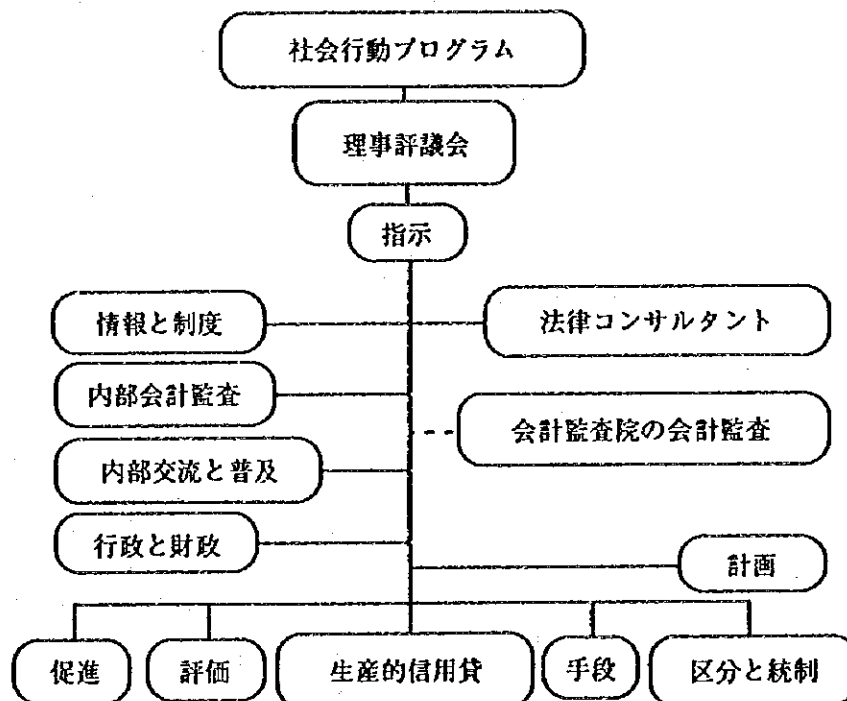 社会行動プログラム
理事評議会
指示
情報と制度
法律コンサルタント
内部会計監査
会計監査院の会計監査
内部交流と普及
行政と財政
計画
促進
評価
生産的信用貸
手段
区分と統制